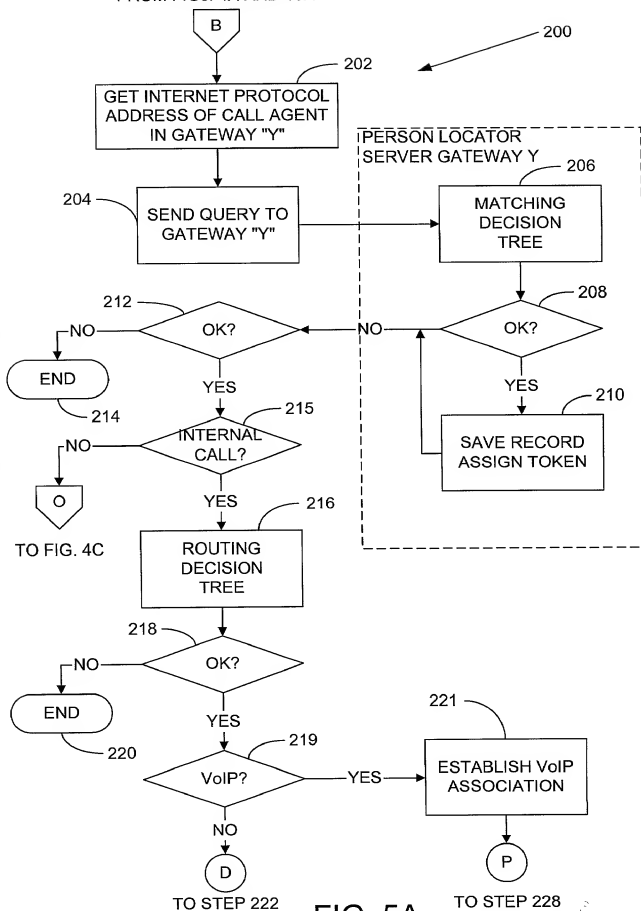 B
200
202
GET INTERNET PROTOCOL
ADDRESS OF CALL AGENT
IN GATEWAY "Y"
PERSON LOCATOR
SERVER GATEWAY Y
204
SEND QUERY TO
GATEWAY "Y"
206
MATCHING
DECISION
TREE
212
OK?
NO
208
OK?
NO
END
214
YES
YES
215
210
INTERNAL
CALL?
NO
SAVE RECORD
ASSIGN TOKEN
O
TO FIG. 4C
YES
216
ROUTING
DECISION
TREE
218
OK?
NO
END
220
YES
219
221
VoIP?
YES
ESTABLISH VoIP
ASSOCIATION
NO
D
P
TO STEP 222
FIG. 5A
TO STEP 228